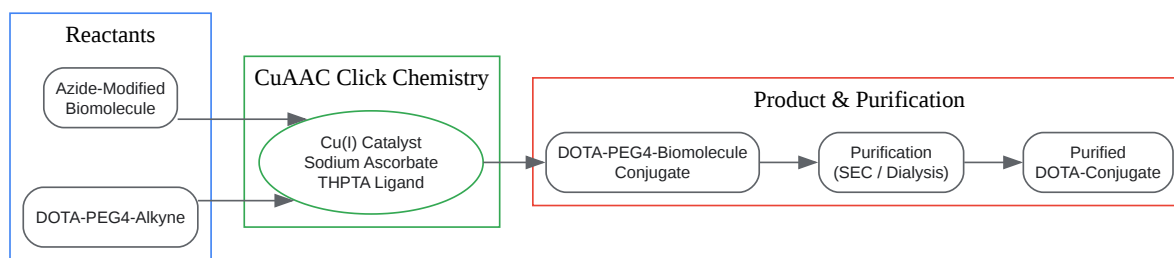 Reactants
Azide-Modified
Biomolecule
DOTA-PEG4-Alkyne
CuAAC Click Chemistry
Cu(I) Catalyst
Sodium Ascorbate
THPTA Ligand
Product & Purification
DOTA-PEG4-Biomolecule
Conjugate
Purification
(SEC / Dialysis)
Purified
DOTA-Conjugate